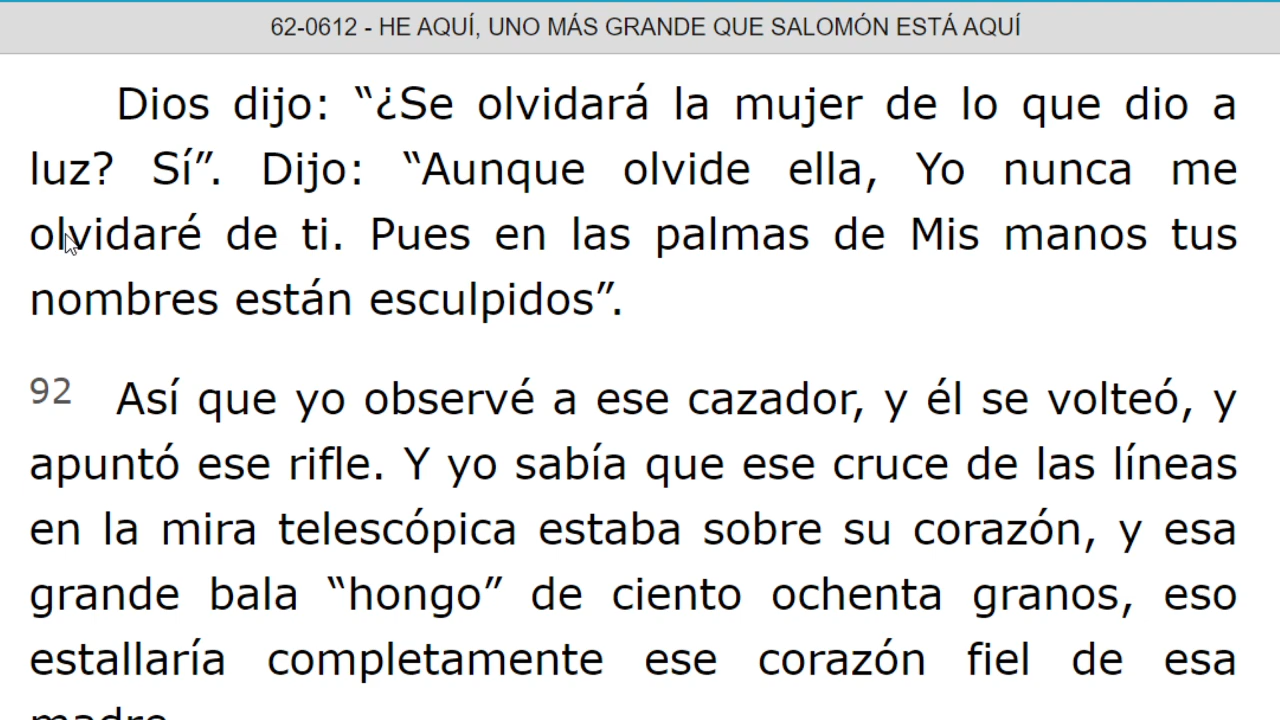 62-0612 - HE AQUÍ, UNO MÁS GRANDE QUE SALOMÓN ESTÁ AQUÍ
Dios dijo: “¿Se olvidará la mujer de lo que dio a
luz? Sí”. Dijo: “Aunque olvide ella, Yo nunca me
olvidaré de ti. Pues en las palmas de Mis manos tus
nombres están esculpidos”.
92 Así que yo observé a ese cazador, y él se volteó, y
apuntó ese rifle. Y yo sabía que ese cruce de las líneas
en la mira telescópica estaba sobre su corazón, y esa
grande bala “hongo” de ciento ochenta granos, eso
estallaría completamente ese corazón fiel de esa
madre